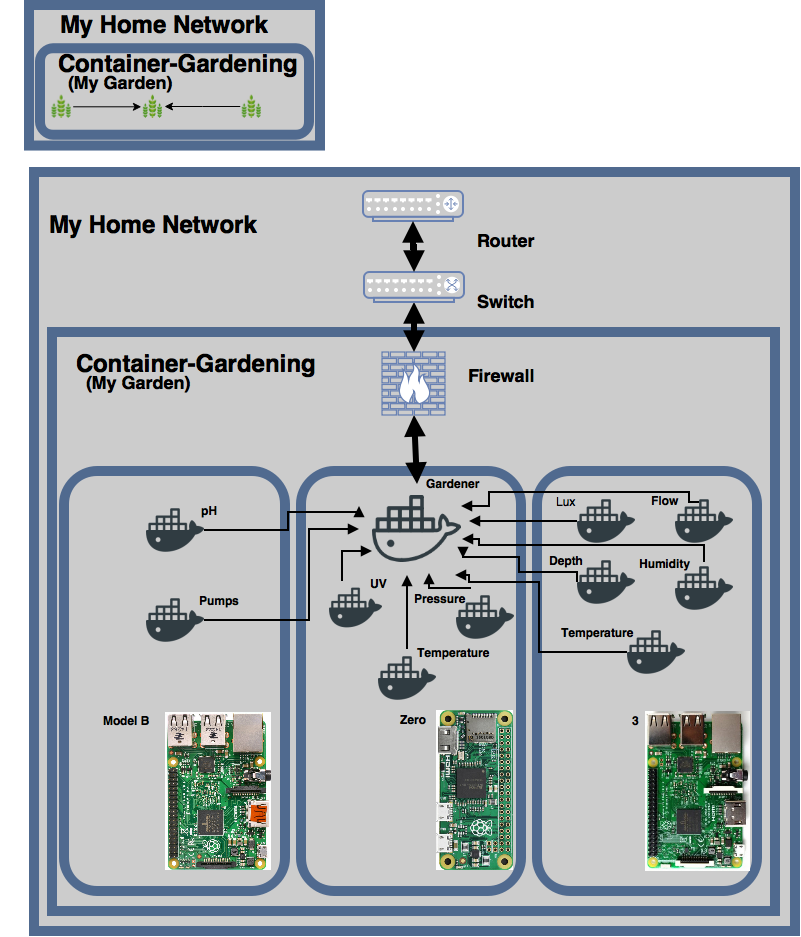 My Home Network
Container-Gardening
(My Garden)
My Home Network
Router
Switch
Container-Gardening
(My Garden)
Firewall
Gardener
pH
Lux
Flow
UV
Depth
Humidity
Pumps
Pressure
Temperature
Temperature
Model B
Zero
3